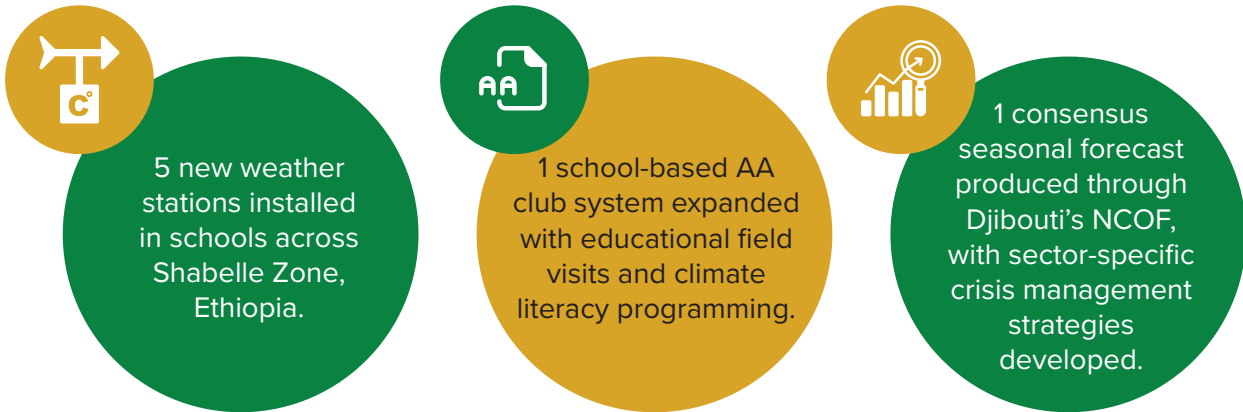 C°
5 new weather
stations installed
in schools across
Shabelle Zone,
Ethiopia.
AA
1 school-based AA
club system expanded
with educational field
visits and climate
literacy programming.
1 consensus
seasonal forecast
produced through
Djibouti’s NCOF,
with sector-specific
crisis management
strategies
developed.